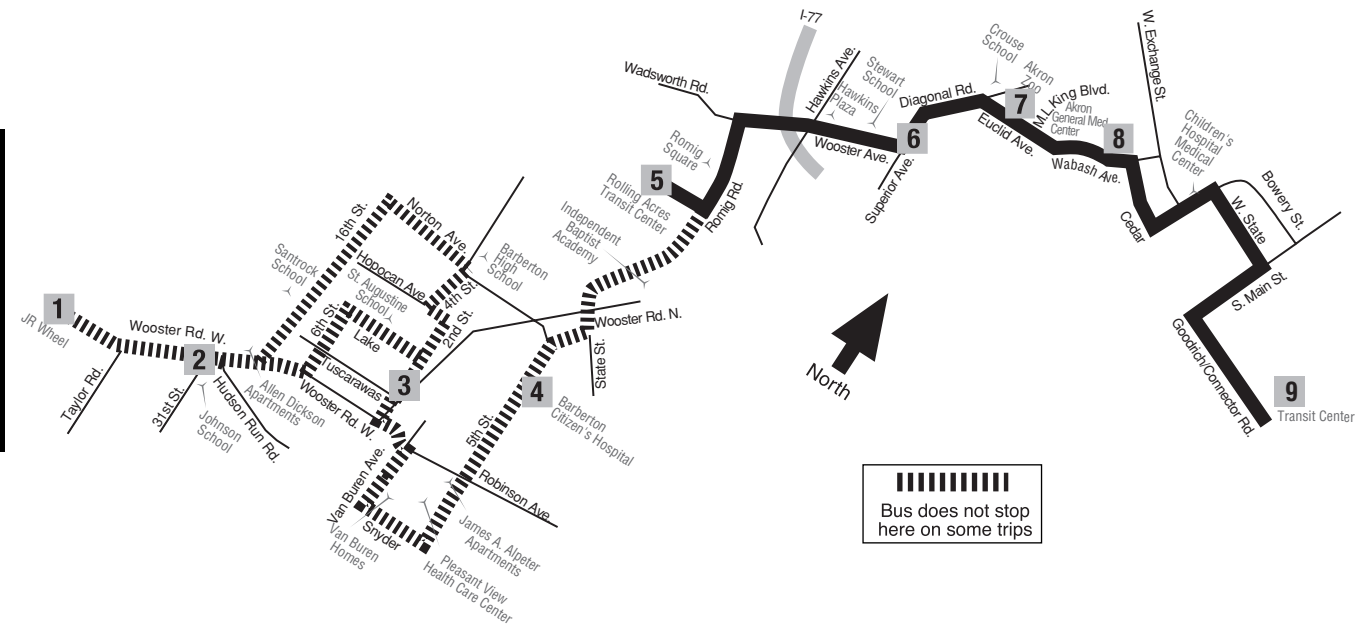 I-77
Wadsworth Rd.
Hawkins Ave.
Stewart
School
Hawkins
Plaza
Diagonal Rd.
Crouse
School
Akron
Zoo
7
M.L King Blvd.
Akron
General Med.
Center
8
W. Exchange St.
Children's
Hospital
Medical
Center
Romig
Square
5
Rolling Acres
Transit Center
Romig Rd.
Wooster Ave.
6
Superior Ave.
Euclid Ave.
Wabash Ave.
Cedar
W. State
Bowery St.
S. Main St.
Goodrich/Connector Rd.
9
Transit Center
Independent
Baptist
Academy
16th St.
Norton Ave.
Santrock
School
Hopocan Ave.
St. Augustine
School
Barberton
High
School
4th St.
2nd St.
6th St.
Lake
1
JR Wheel
Wooster Rd. W.
2
Taylor Rd.
31st St.
Johnson
School
Hudson Run Rd.
Allen Dickson
Apartments
Tuscarawas
3
Wooster Rd. W.
Wooster Rd. N.
State St.
4
Barberton
Citizen's Hospital
5th St.
Van Buren Ave.
Robinson Ave.
Van Buren
Homes
Snyder
James A. Alpeter
Apartments
Pleasant View
Health Care Center
North
Bus does not stop
here on some trips